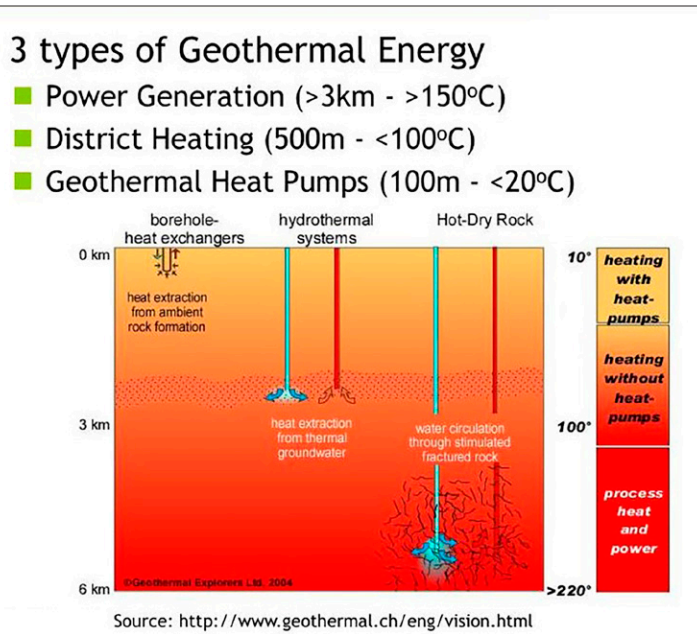 3 types of Geothermal Energy
Power Generation (>3km - >150°C)
District Heating (500m - <100°C)
Geothermal Heat Pumps (100m - <20°C)
borehole-
heat exchangers
hydrothermal
systems
Hot-Dry Rock
0 km
10°
heat extraction
from ambient
rock formation
heating
with
heat-
pumps
heating
without
heat-
pumps
3 km
100°
heat extraction
from thermal
groundwater
water circulation
through stimulated
fractured rock
process
heat
and
power
6 km
>220°
©Geothermal Explorers Ltd, 2004
Source: http://www.geothermal.ch/eng/vision.html